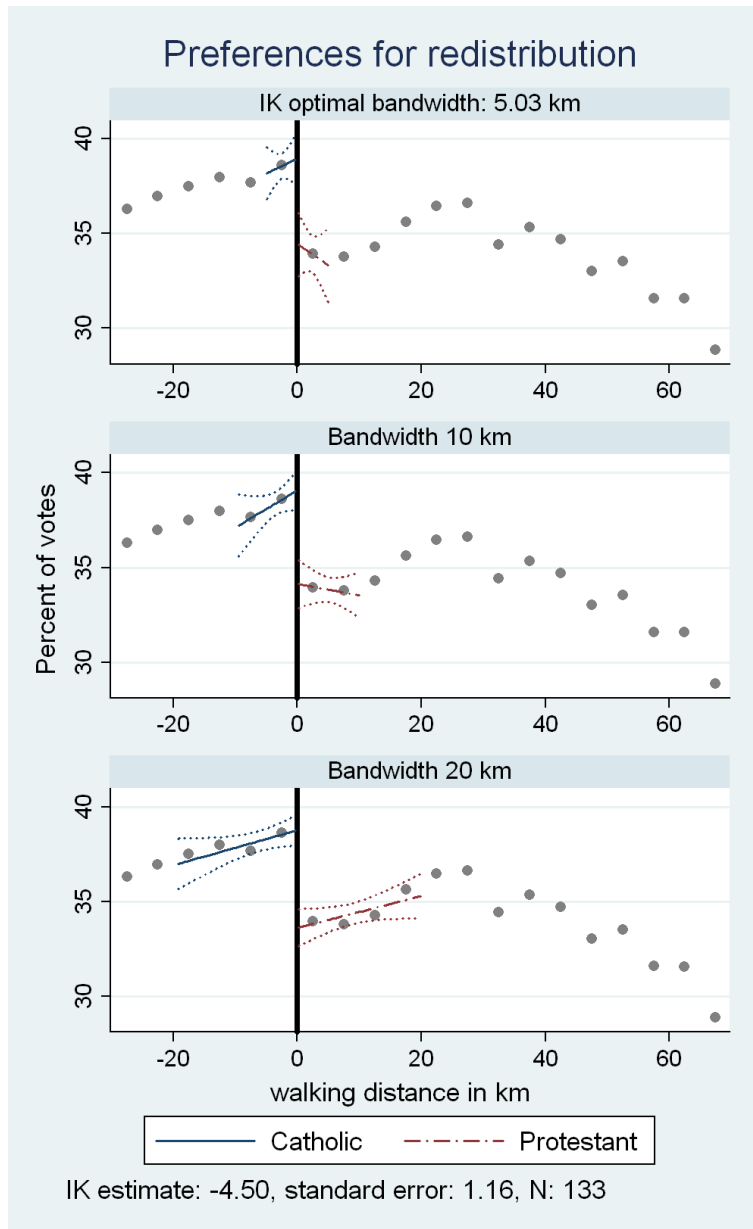 Preferences for redistribution
IK optimal bandwidth: 5.03 km
40
35
30
-20 0 20 40 60
Bandwidth 10 km
Percent of votes
40
35
30
-20 0 20 40 60
Bandwidth 20 km
40
35
30
-20 0 20 40 60
walking distance in km
Catholic Protestant
IK estimate: -4.50, standard error: 1.16, N: 133